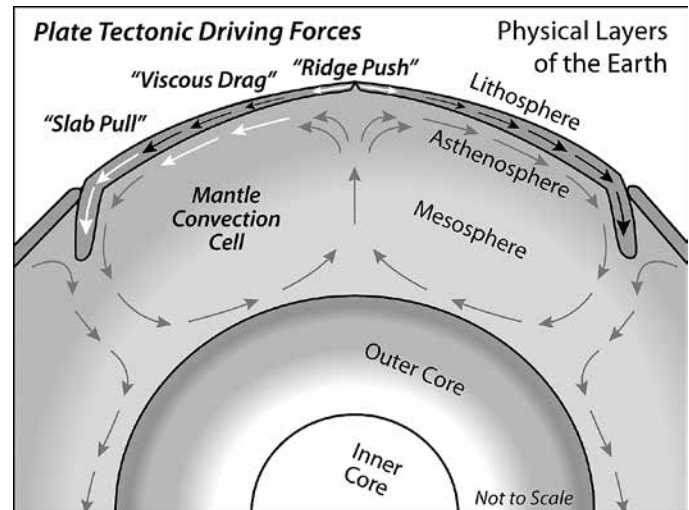 Plate Tectonic Driving Forces
Physical Layers
of the Earth
"Viscous Drag"
"Ridge Push"
"Slab Pull"
Lithosphere
Asthenosphere
Mantle
Convection
Cell
Mesosphere
Outer Core
Inner
Core
Not to Scale